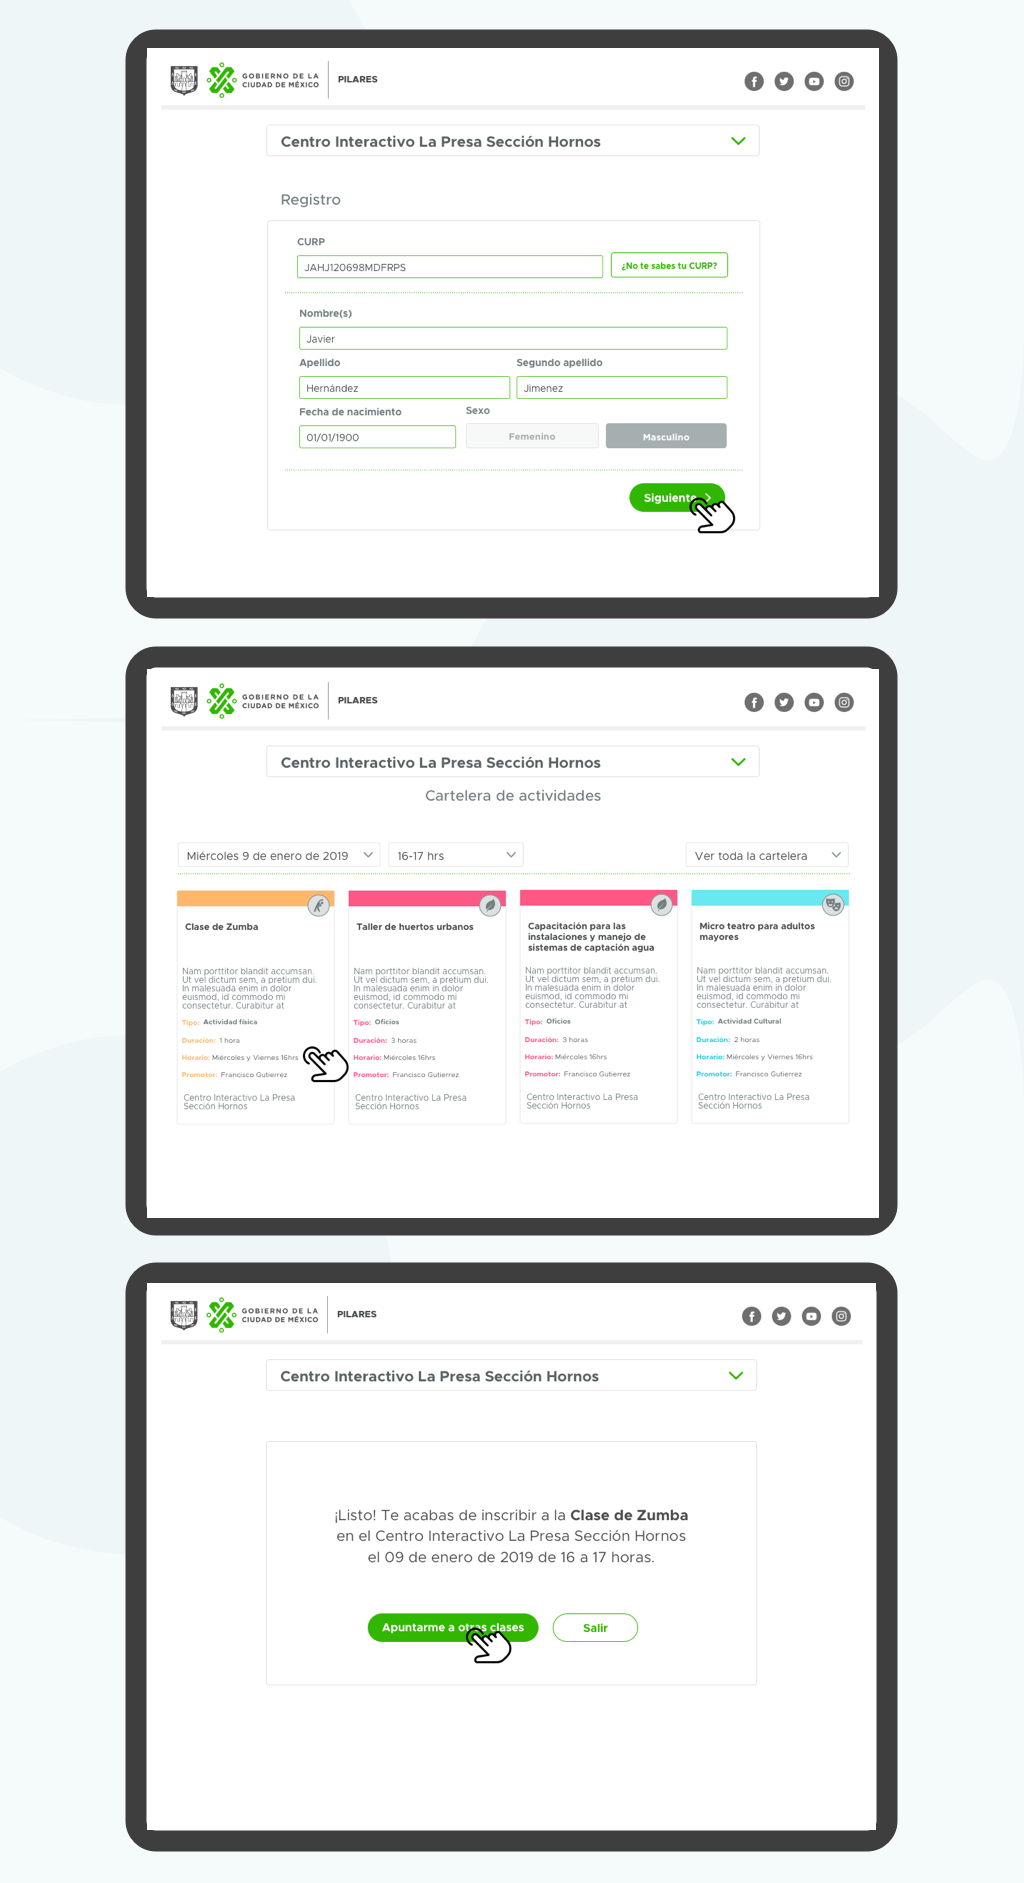 GOBIERNO DE LA
CIUDAD DE MÉXICO
PILARES
Centro Interactivo La Presa Sección Hornos
Registro
CURP
JAHJ120698MDFRPS
¿No te sabes tu CURP?
Nombre(s)
Javier
Apellido
Segundo apellido
Hernández
Jimenez
Fecha de nacimiento
Sexo
01/01/1900
Femenino
Masculino
Siguiente
GOBIERNO DE LA
CIUDAD DE MÉXICO
PILARES
Centro Interactivo La Presa Sección Hornos
Cartelera de actividades
Miércoles 9 de enero de 2019
16-17 hrs
Ver toda la cartelera
Clase de Zumba
Nam porttitor blandit accumsan.
Ut vel dictum sem, a pretium dui.
In malesuada enim in dolor
euismod, id commodo mi
consectetur. Curabitur at
Tipo: Actividad física
Duración: 1 hora
Horario: Miércoles y Viernes 16hrs
Promotor: Francisco Gutierrez
Centro Interactivo La Presa
Sección Hornos
Taller de huertos urbanos
Nam porttitor blandit accumsan.
Ut vel dictum sem, a pretium dui.
In malesuada enim in dolor
euismod, id commodo mi
consectetur. Curabitur at
Tipo: Oficios
Duración: 3 horas
Horario: Miércoles 16hrs
Promotor: Francisco Gutierrez
Centro Interactivo La Presa
Sección Hornos
Capacitación para las
instalaciones y manejo de
sistemas de captación agua
Nam porttitor blandit accumsan.
Ut vel dictum sem, a pretium dui.
In malesuada enim in dolor
euismod, id commodo mi
consectetur. Curabitur at
Tipo: Oficios
Duración: 3 horas
Horario: Miércoles 16hrs
Promotor: Francisco Gutierrez
Centro Interactivo La Presa
Sección Hornos
Micro teatro para adultos
mayores
Nam porttitor blandit accumsan.
Ut vel dictum sem, a pretium dui.
In malesuada enim in dolor
euismod, id commodo mi
consectetur. Curabitur at
Tipo: Actividad Cultural
Duración: 2 horas
Horario: Miércoles y Viernes 16hrs
Promotor: Francisco Gutierrez
Centro Interactivo La Presa
Sección Hornos
GOBIERNO DE LA
CIUDAD DE MÉXICO
PILARES
Centro Interactivo La Presa Sección Hornos
¡Listo! Te acabas de inscribir a la Clase de Zumba
en el Centro Interactivo La Presa Sección Hornos
el 09 de enero de 2019 de 16 a 17 horas.
Apuntarme a otras clases
Salir